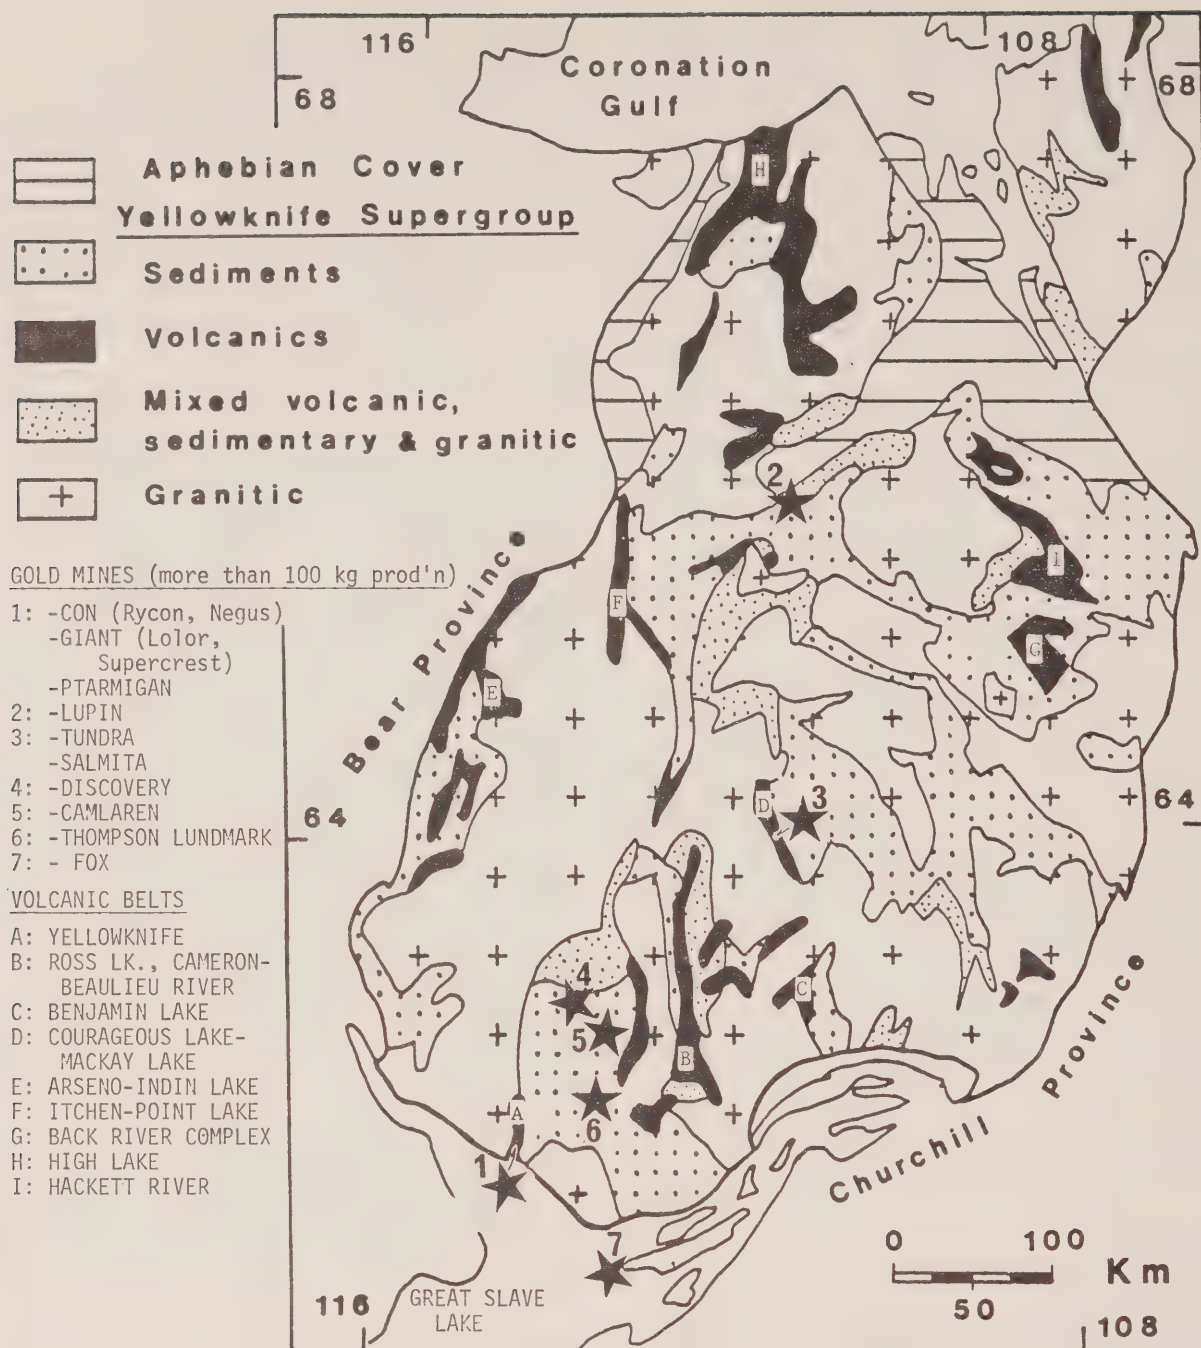 116
108
68
68
Coronation
Gulf
Aphebian Cover
Yellowknife Supergroup
Sediments
Volcanics
Mixed volcanic,
sedimentary & granitic
Granitic
GOLD MINES (more than 100 kg prod'n)
1: -CON (Rycon, Negus)
-GIANT (Lolor,
Supercrest)
-PTARMIGAN
2: -LUPIN
3: -TUNDRA
-SALMITA
4: -DISCOVERY
5: -CAMLAREN
6: -THOMPSON LUNDMARK
7: - FOX
VOLCANIC BELTS
A: YELLOWKNIFE
B: ROSS LK., CAMERON-
BEAULIEU RIVER
C: BENJAMIN LAKE
D: COURAGEOUS LAKE-
MACKAY LAKE
E: ARSENO-INDIN LAKE
F: ITCHEN-POINT LAKE
G: BACK RIVER COMPLEX
H: HIGH LAKE
I: HACKETT RIVER
H
2
I
F
G
Bear Province
E
D
3
64
64
4
C
5
B
A
6
1
Churchill Province
7
0 100
Km
50
GREAT SLAVE
LAKE
116
108